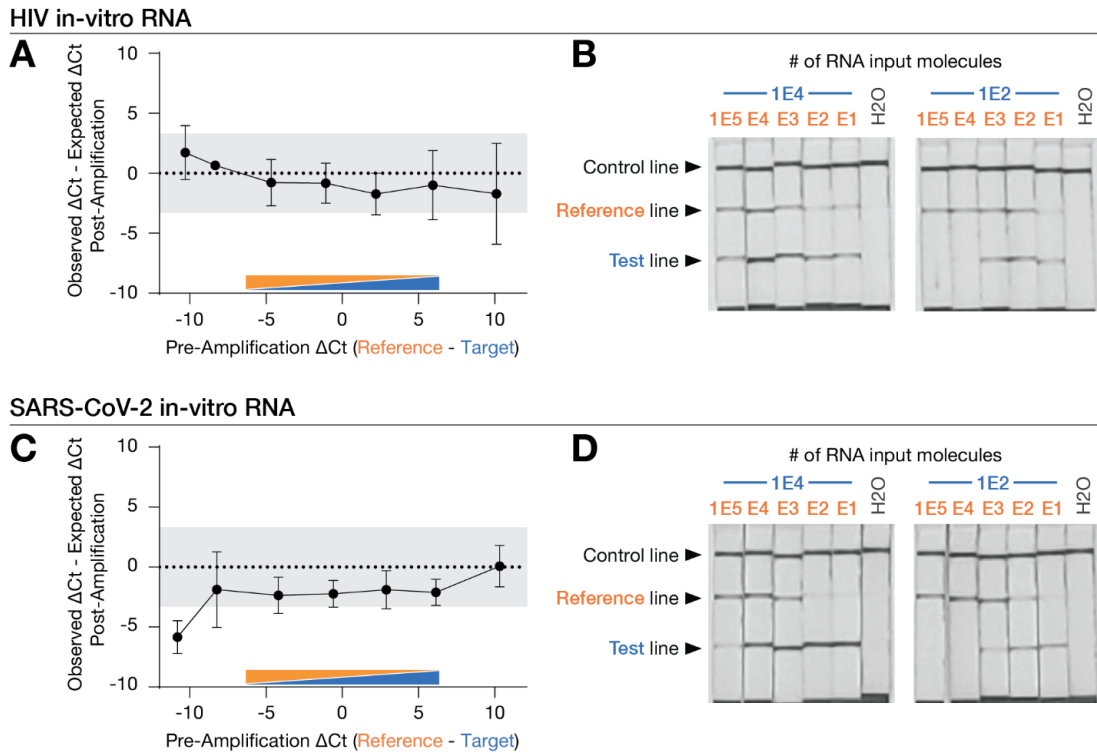 HIV in-vitro RNA
A
Observed ΔCt - Expected ΔCt
Post-Amplification
10
5
0
-5
-10
-10 -5 0 5 10
Pre-Amplification ΔCt (Reference - Target)
B
# of RNA input molecules
1E4
1E5 E4 E3 E2 E1 H2O
1E2
1E5 E4 E3 E2 E1 H2O
Control line
Reference line
Test line
SARS-CoV-2 in-vitro RNA
C
Observed ΔCt - Expected ΔCt
Post-Amplification
10
5
0
-5
-10
-10 -5 0 5 10
Pre-Amplification ΔCt (Reference - Target)
D
# of RNA input molecules
1E4
1E5 E4 E3 E2 E1 H2O
1E2
1E5 E4 E3 E2 E1 H2O
Control line
Reference line
Test line